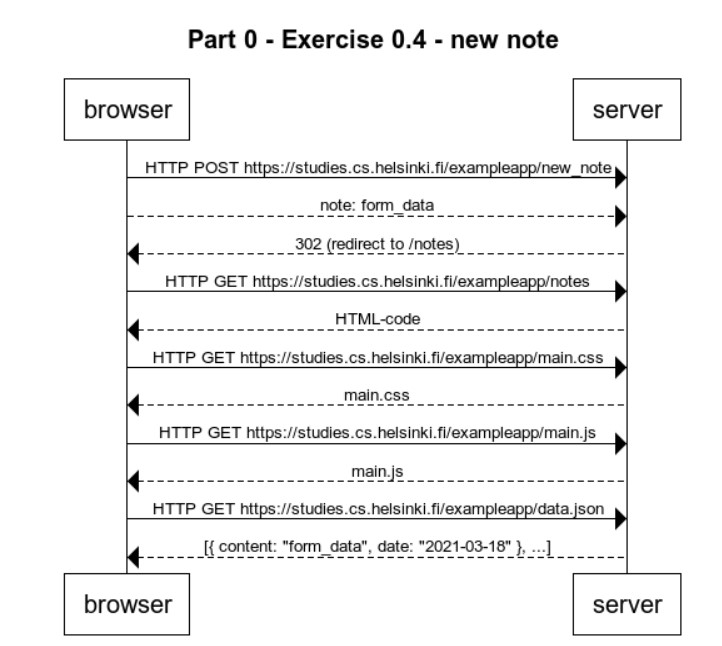 Part 0 - Exercise 0.4 - new note
browser
server
HTTP POST https://studies.cs.helsinki.fi/exampleapp/new_note
note: form_data
302 (redirect to /notes)
HTTP GET https://studies.cs.helsinki.fi/exampleapp/notes
HTML-code
HTTP GET https://studies.cs.helsinki.fi/exampleapp/main.css
main.css
HTTP GET https://studies.cs.helsinki.fi/exampleapp/main.js
main.js
HTTP GET https://studies.cs.helsinki.fi/exampleapp/data.json
[{ content: "form_data", date: "2021-03-18" }, ...]
browser
server